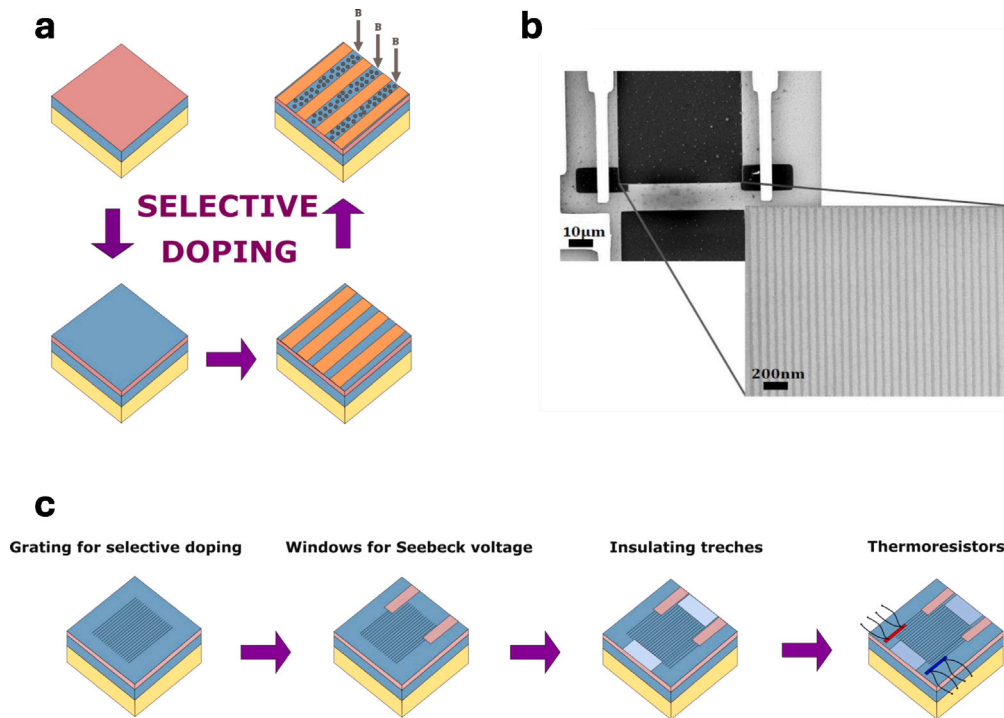 a
B
B
B
SELECTIVE
DOPING
b
10μm
200nm
c
Grating for selective doping
Windows for Seebeck voltage
Insulating treches
Thermoresistors